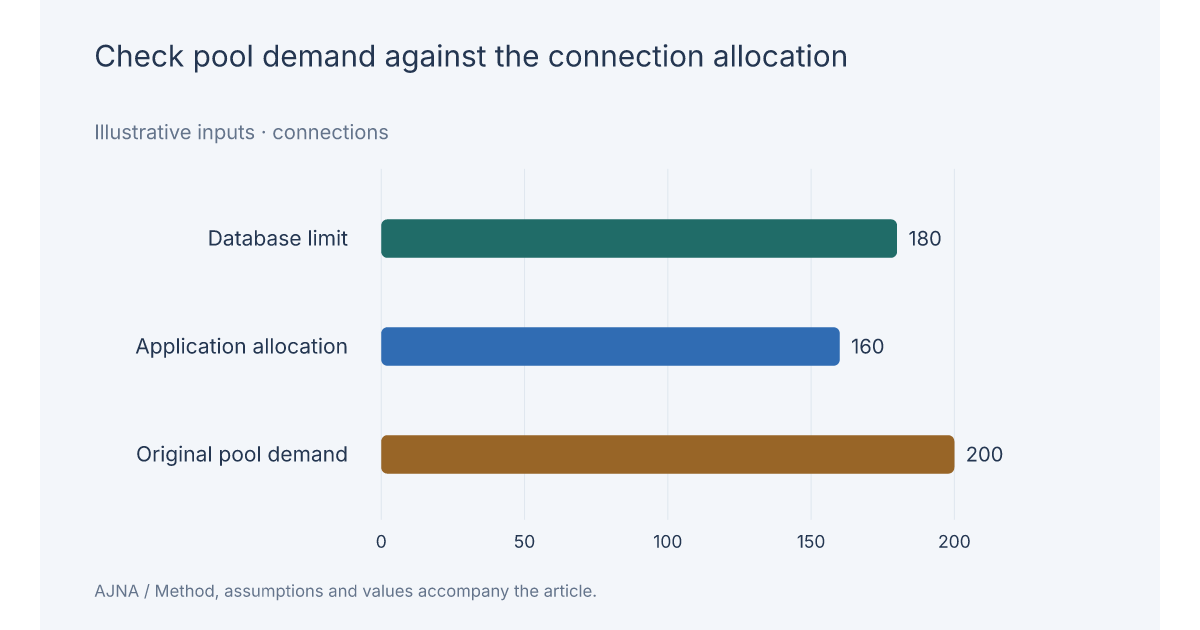 Check pool demand against the connection allocation
Illustrative inputs · connections
Database limit
180
Application allocation
160
Original pool demand
200
0
50
100
150
200
AJNA / Method, assumptions and values accompany the article.